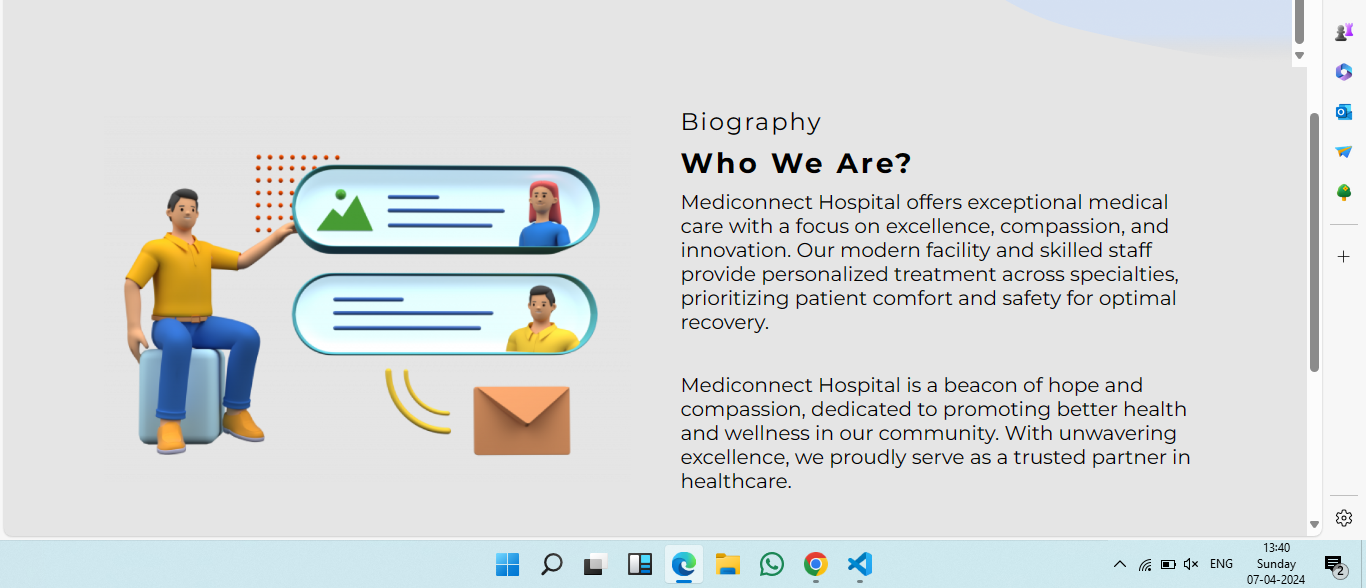 Biography
Who We Are?
Mediconnect Hospital offers exceptional medical
care with a focus on excellence, compassion, and
innovation. Our modern facility and skilled staff
provide personalized treatment across specialties,
prioritizing patient comfort and safety for optimal
recovery.
Mediconnect Hospital is a beacon of hope and
compassion, dedicated to promoting better health
and wellness in our community. With unwavering
excellence, we proudly serve as a trusted partner in
healthcare.
ENG
13:40
Sunday
07-04-2024
2